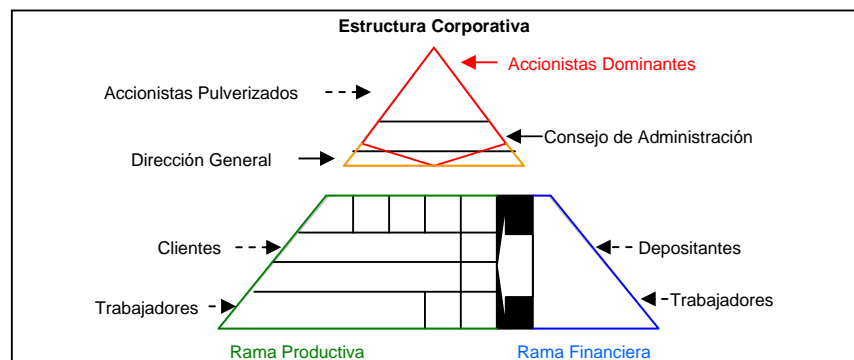 Estructura Corporativa
Accionistas Dominantes
Accionistas Pulverizados
Consejo de Administración
Dirección General
Clientes
Depositantes
Trabajadores
Trabajadores
Rama Productiva
Rama Financiera